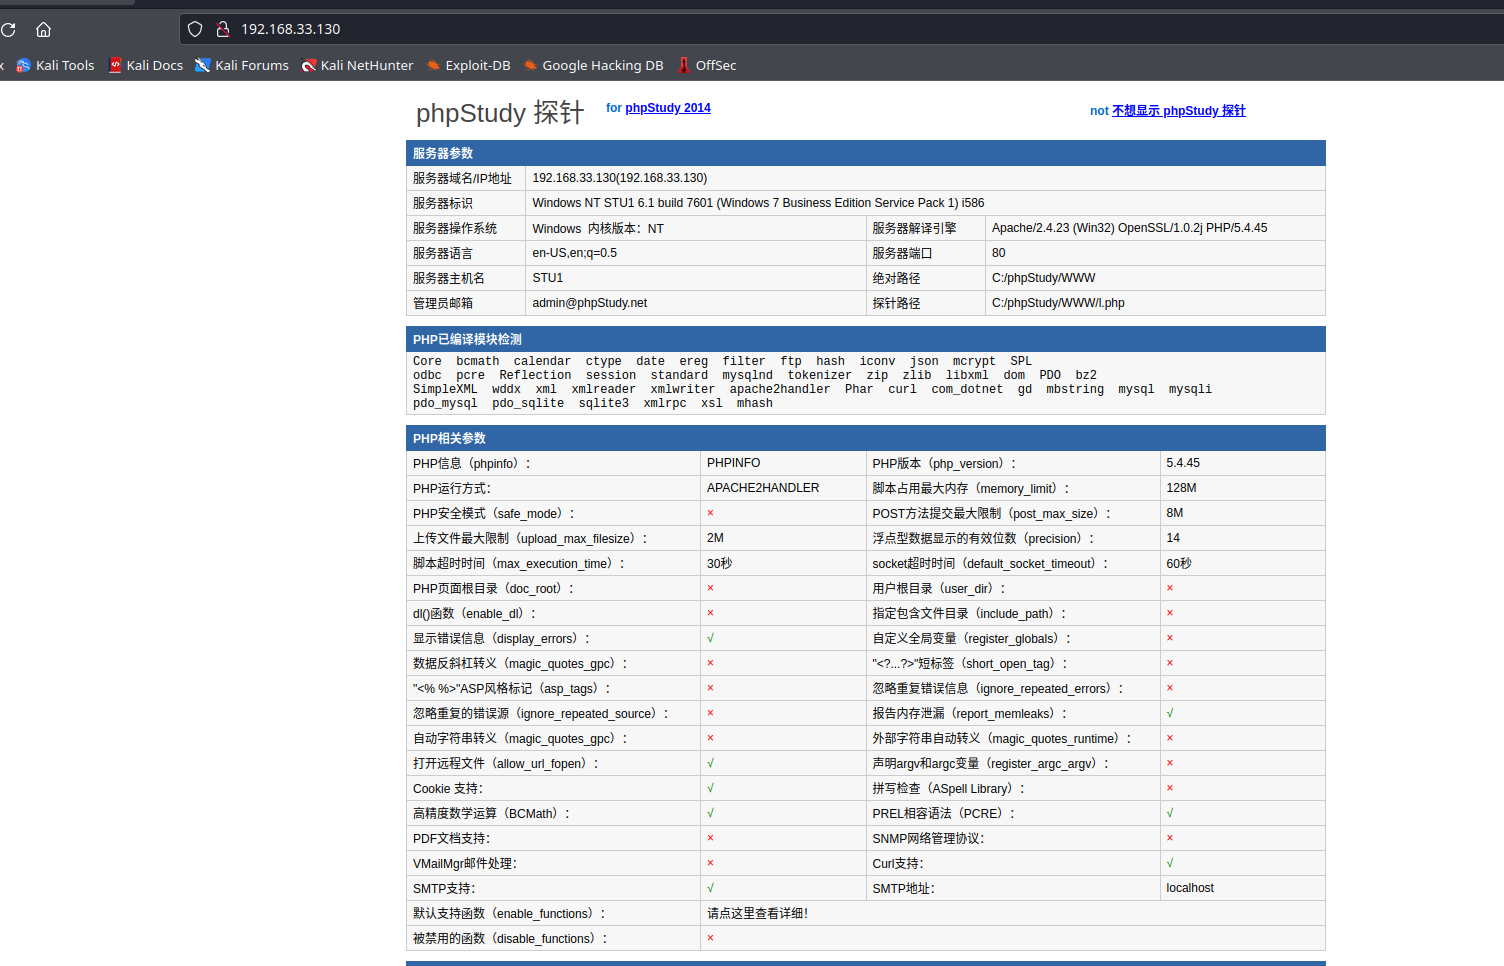 192.168.33.130
Kali Tools Kali Docs Kali Forums Kali NetHunter Exploit-DB Google Hacking DB OffSec
phpStudy 探针 for phpStudy 2014 not 不想显示 phpStudy 探针
服务器参数
服务器域名/IP地址 192.168.33.130(192.168.33.130)
服务器标识 Windows NT STU1 6.1 build 7601 (Windows 7 Business Edition Service Pack 1) i586
服务器操作系统 Windows 内核版本：NT 服务器解译引擎 Apache/2.4.23 (Win32) OpenSSL/1.0.2j PHP/5.4.45
服务器语言 en-US,en;q=0.5 服务器端口 80
服务器主机名 STU1 绝对路径 C:/phpStudy/WWW
管理员邮箱 admin@phpStudy.net 探针路径 C:/phpStudy/WWW/l.php
PHP已编译模块检测
Core bcmath calendar ctype date ereg filter ftp hash iconv json mcrypt SPL
odbc pcre Reflection session standard mysqlnd tokenizer zip zlib libxml dom PDO bz2
SimpleXML wddx xml xmlreader xmlwriter apache2handler Phar curl com_dotnet gd mbstring mysql mysqli
pdo_mysql pdo_sqlite sqlite3 xmlrpc xsl mhash
PHP相关参数
PHP信息（phpinfo）： PHPINFO PHP版本（php_version）： 5.4.45
PHP运行方式： APACHE2HANDLER 脚本占用最大内存（memory_limit）： 128M
PHP安全模式（safe_mode）： × POST方法提交最大限制（post_max_size）： 8M
上传文件最大限制（upload_max_filesize）： 2M 浮点型数据显示的有效位数（precision）： 14
脚本超时时间（max_execution_time）： 30秒 socket超时时间（default_socket_timeout）： 60秒
PHP页面根目录（doc_root）： × 用户根目录（user_dir）： ×
dl()函数（enable_dl）： × 指定包含文件目录（include_path）： ×
显示错误信息（display_errors）： √ 自定义全局变量（register_globals）： ×
数据反斜杠转义（magic_quotes_gpc）： × "<?...?>"短标签（short_open_tag）： ×
"<% %>"ASP风格标记（asp_tags）： × 忽略重复错误信息（ignore_repeated_errors）： ×
忽略重复的错误源（ignore_repeated_source）： × 报告内存泄漏（report_memleaks）： √
自动字符串转义（magic_quotes_gpc）： × 外部字符串自动转义（magic_quotes_runtime）： ×
打开远程文件（allow_url_fopen）： √ 声明argv和argc变量（register_argc_argv）： ×
Cookie 支持： √ 拼写检查（ASpell Library）： ×
高精度数学运算（BCMath）： √ PREL相容语法（PCRE）： √
PDF文档支持： × SNMP网络管理协议： ×
VMailMgr邮件处理： × Curl支持： √
SMTP支持： √ SMTP地址： localhost
默认支持函数（enable_functions）： 请点这里查看详细！
被禁用的函数（disable_functions）： ×